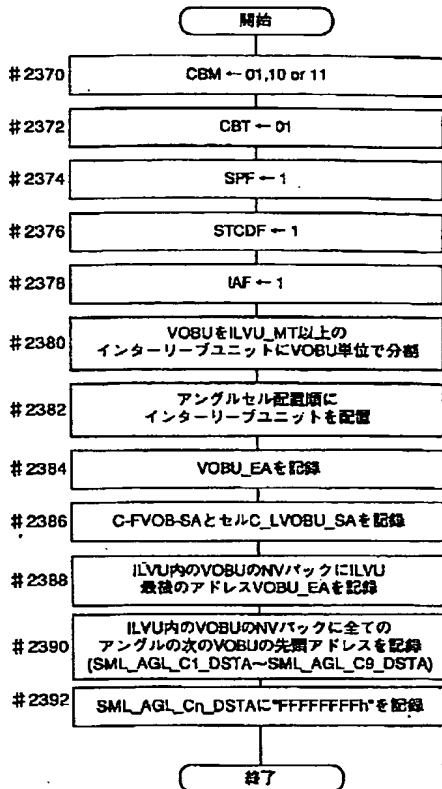 開始
#2370
CBM ← 01,10 or 11
#2372
CBT ← 01
#2374
SPF ← 1
#2376
STCDF ← 1
#2378
IAF ← 1
#2380
VOBUをILVU_MT以上の
インターリーブユニットにVOBU単位で分割
#2382
アングルセル配置順に
インターリーブユニットを配置
#2384
VOBU_EAを記録
#2386
C-FVOB-SAとセルC_LVOBU_SAを記録
#2388
ILVU内のVOBUのNVパックにILVU
最後のアドレスVOBU_EAを記録
#2390
ILVU内のVOBUのNVパックに全ての
アングルの次のVOBUの先頭アドレスを記録
(SML_AGL_C1_DSTA～SML_AGL_C9_DSTA)
#2392
SML_AGL_Cn_DSTAに"FFFFFFFFh"を記録
終了